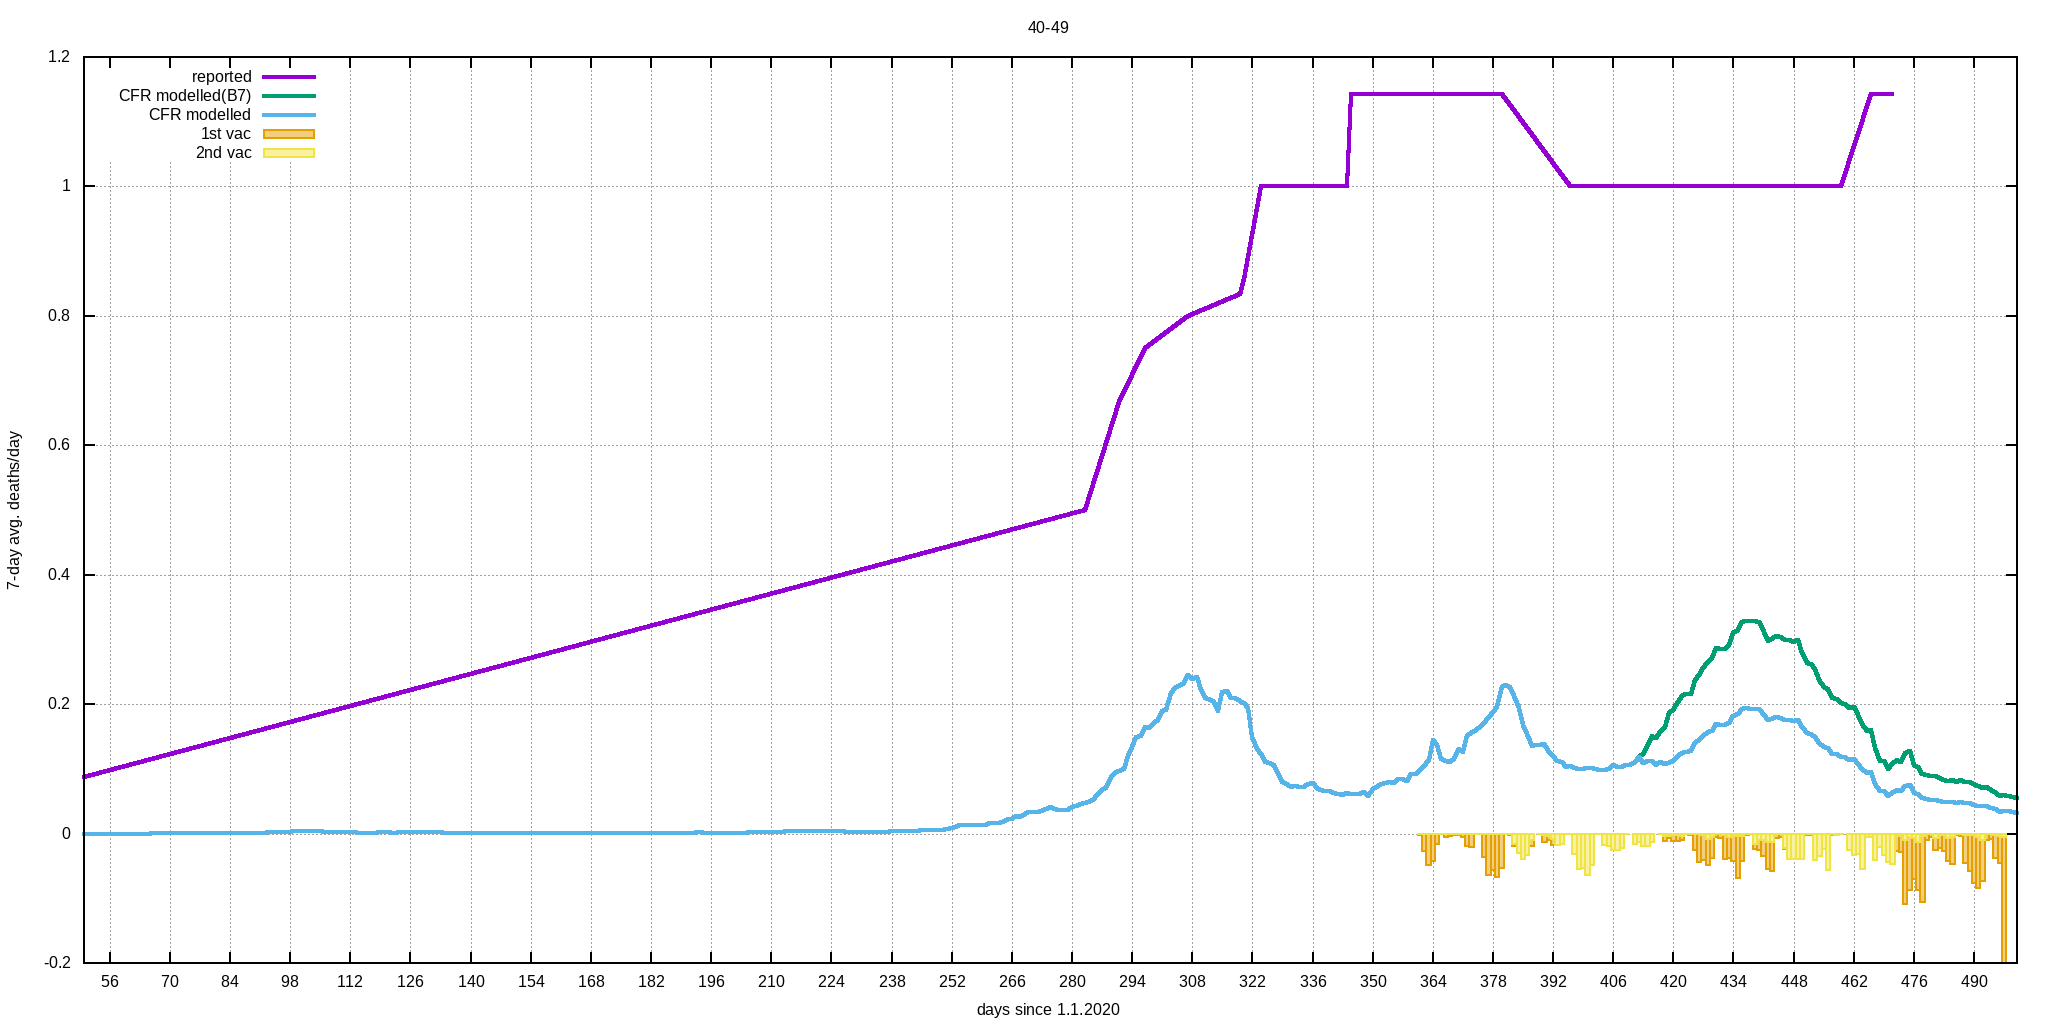 40-49
1.2
1
0.8
0.6
0.4
0.2
0
-0.2
7-day avg. deaths/day
reported
CFR modelled(B7)
CFR modelled
1st vac
2nd vac
56 70 84 98 112 126 140 154 168 182 196 210 224 238 252 266 280 294 308 322 336 350 364 378 392 406 420 434 448 462 476 490
days since 1.1.2020